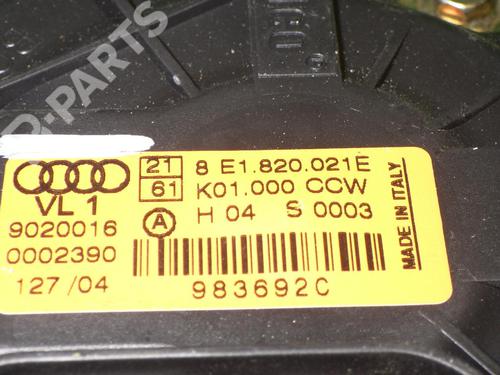 B-PARTS
21 8 E1.820.021E
61 K01.000 CCW
VL 1
A H 04 S 0003
9020016
0002390
127/04
983692C
MADE IN ITALY